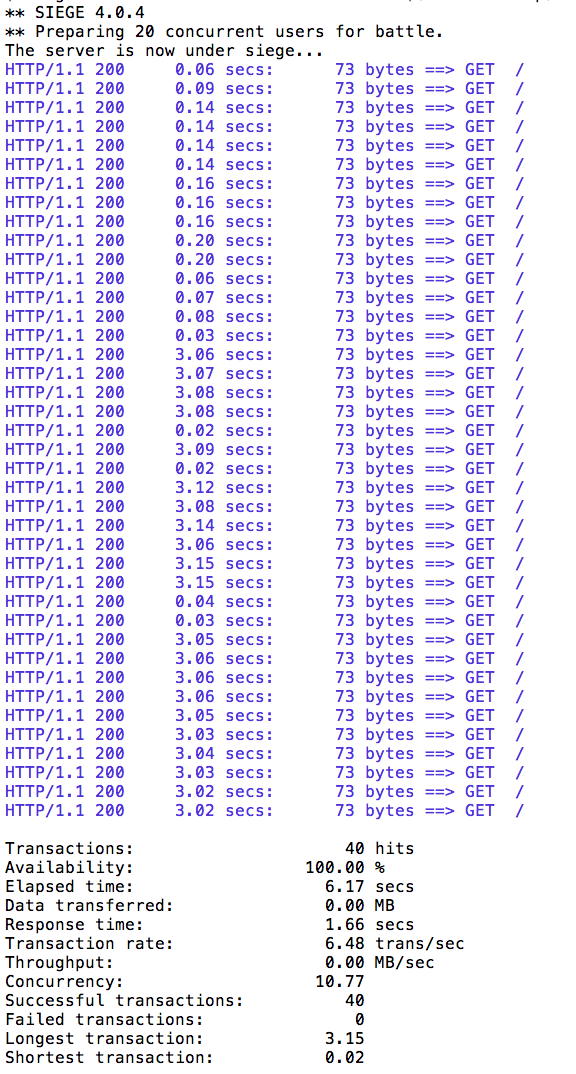 ** SIEGE 4.0.4
** Preparing 20 concurrent users for battle.
The server is now under siege...
HTTP/1.1 200     0.06 secs:      73 bytes ==> GET  /
HTTP/1.1 200     0.09 secs:      73 bytes ==> GET  /
HTTP/1.1 200     0.14 secs:      73 bytes ==> GET  /
HTTP/1.1 200     0.14 secs:      73 bytes ==> GET  /
HTTP/1.1 200     0.14 secs:      73 bytes ==> GET  /
HTTP/1.1 200     0.14 secs:      73 bytes ==> GET  /
HTTP/1.1 200     0.16 secs:      73 bytes ==> GET  /
HTTP/1.1 200     0.16 secs:      73 bytes ==> GET  /
HTTP/1.1 200     0.16 secs:      73 bytes ==> GET  /
HTTP/1.1 200     0.20 secs:      73 bytes ==> GET  /
HTTP/1.1 200     0.20 secs:      73 bytes ==> GET  /
HTTP/1.1 200     0.06 secs:      73 bytes ==> GET  /
HTTP/1.1 200     0.07 secs:      73 bytes ==> GET  /
HTTP/1.1 200     0.08 secs:      73 bytes ==> GET  /
HTTP/1.1 200     0.03 secs:      73 bytes ==> GET  /
HTTP/1.1 200     3.06 secs:      73 bytes ==> GET  /
HTTP/1.1 200     3.07 secs:      73 bytes ==> GET  /
HTTP/1.1 200     3.08 secs:      73 bytes ==> GET  /
HTTP/1.1 200     3.08 secs:      73 bytes ==> GET  /
HTTP/1.1 200     0.02 secs:      73 bytes ==> GET  /
HTTP/1.1 200     3.09 secs:      73 bytes ==> GET  /
HTTP/1.1 200     0.02 secs:      73 bytes ==> GET  /
HTTP/1.1 200     3.12 secs:      73 bytes ==> GET  /
HTTP/1.1 200     3.08 secs:      73 bytes ==> GET  /
HTTP/1.1 200     3.14 secs:      73 bytes ==> GET  /
HTTP/1.1 200     3.06 secs:      73 bytes ==> GET  /
HTTP/1.1 200     3.15 secs:      73 bytes ==> GET  /
HTTP/1.1 200     3.15 secs:      73 bytes ==> GET  /
HTTP/1.1 200     0.04 secs:      73 bytes ==> GET  /
HTTP/1.1 200     0.03 secs:      73 bytes ==> GET  /
HTTP/1.1 200     3.05 secs:      73 bytes ==> GET  /
HTTP/1.1 200     3.06 secs:      73 bytes ==> GET  /
HTTP/1.1 200     3.06 secs:      73 bytes ==> GET  /
HTTP/1.1 200     3.06 secs:      73 bytes ==> GET  /
HTTP/1.1 200     3.05 secs:      73 bytes ==> GET  /
HTTP/1.1 200     3.03 secs:      73 bytes ==> GET  /
HTTP/1.1 200     3.04 secs:      73 bytes ==> GET  /
HTTP/1.1 200     3.03 secs:      73 bytes ==> GET  /
HTTP/1.1 200     3.02 secs:      73 bytes ==> GET  /
HTTP/1.1 200     3.02 secs:      73 bytes ==> GET  /

Transactions:                     40 hits
Availability:                 100.00 %
Elapsed time:                   6.17 secs
Data transferred:               0.00 MB
Response time:                  1.66 secs
Transaction rate:               6.48 trans/sec
Throughput:                     0.00 MB/sec
Concurrency:                   10.77
Successful transactions:          40
Failed transactions:               0
Longest transaction:            3.15
Shortest transaction:           0.02